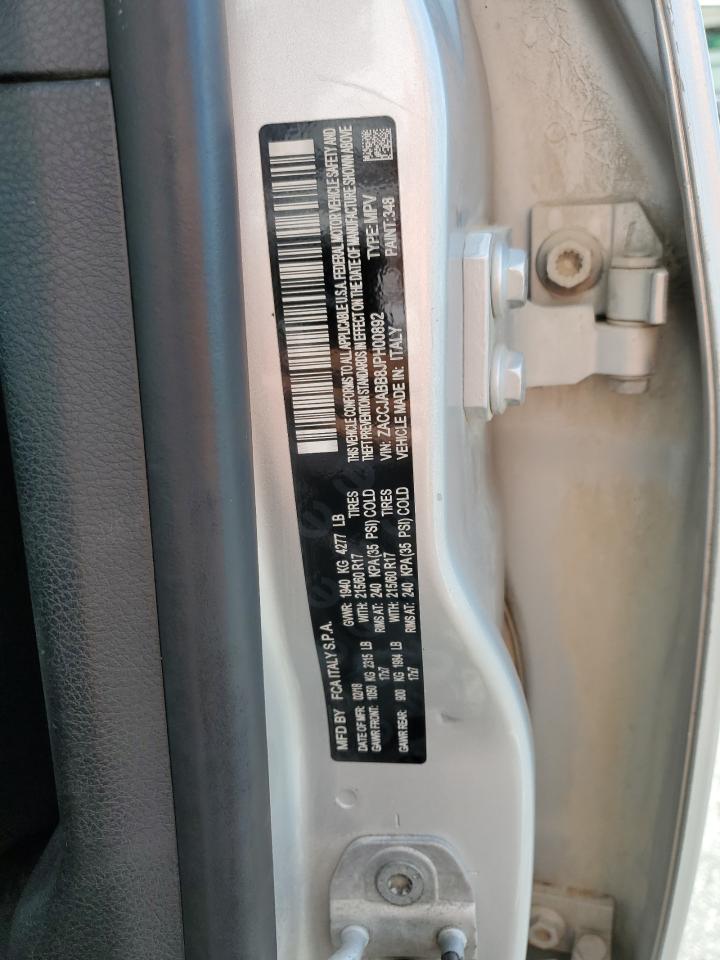 MFD BY FCA ITALY S.P.A.
DATE OF MFR: 02/18 GVWR: 1940 KG 4277 LB
GAWR FRONT: 1050 KG 2315 LB WITH: 215/60 R17 TIRES
17x7 RIMS AT: 240 KPA (35 PSI) COLD
GAWR REAR: 900 KG 1984 LB WITH: 215/60 R17 TIRES
17x7 RIMS AT: 240 KPA (35 PSI) COLD
THIS VEHICLE CONFORMS TO ALL APPLICABLE U.S.A. FEDERAL MOTOR VEHICLE SAFETY AND
THEFT PREVENTION STANDARDS IN EFFECT ON THE DATE OF MANUFACTURE SHOWN ABOVE
VIN: ZACCJABB8JPH00892 TYPE: MPV
VEHICLE MADE IN: ITALY PAINT: 348